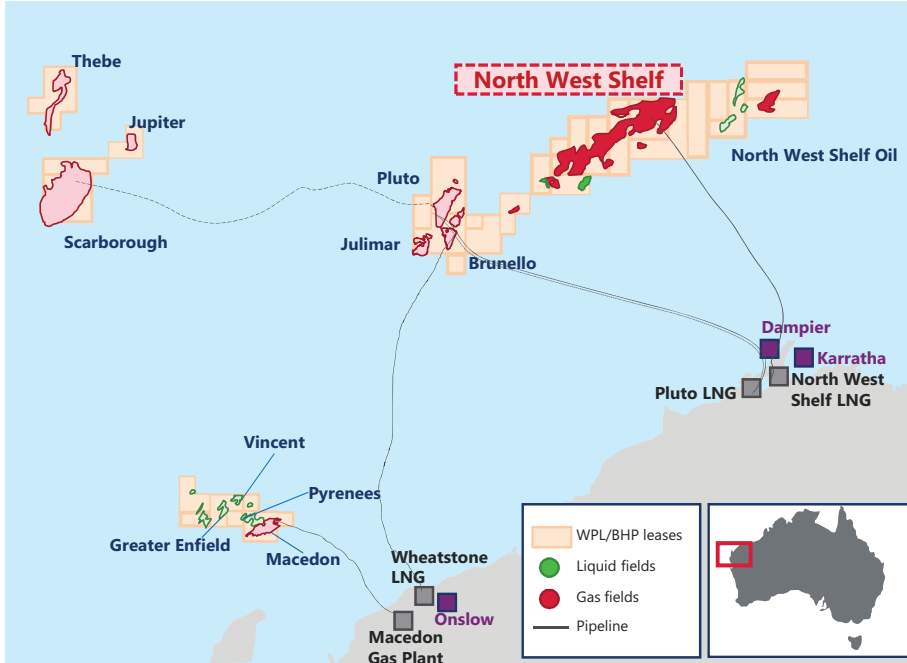 Thebe
North West Shelf
Jupiter
North West Shelf Oil
Pluto
Scarborough
Julimar
Brunello
Dampier
Karratha
Pluto LNG
North West
Shelf LNG
Vincent
Pyrenees
Greater Enfield
Macedon
Wheatstone
LNG
Onslow
Macedon
Gas Plant
WPL/BHP leases
Liquid fields
Gas fields
Pipeline